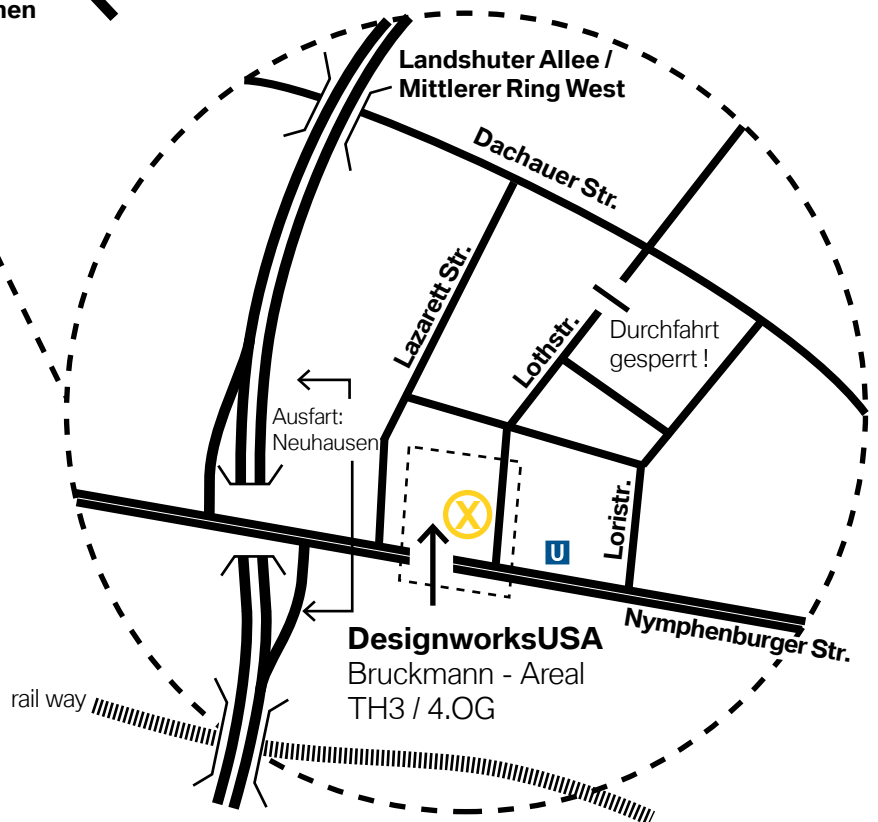 nen
Landshuter Allee /
Mittlerer Ring West
Dachauer Str.
Lazarett Str.
Lothstr.
Durchfahrt
gesperrt !
Ausfart:
Neuhausen
X
U
Loristr.
Nymphenburger Str.
DesignworksUSA
Bruckmann - Areal
TH3 / 4.OG
rail way